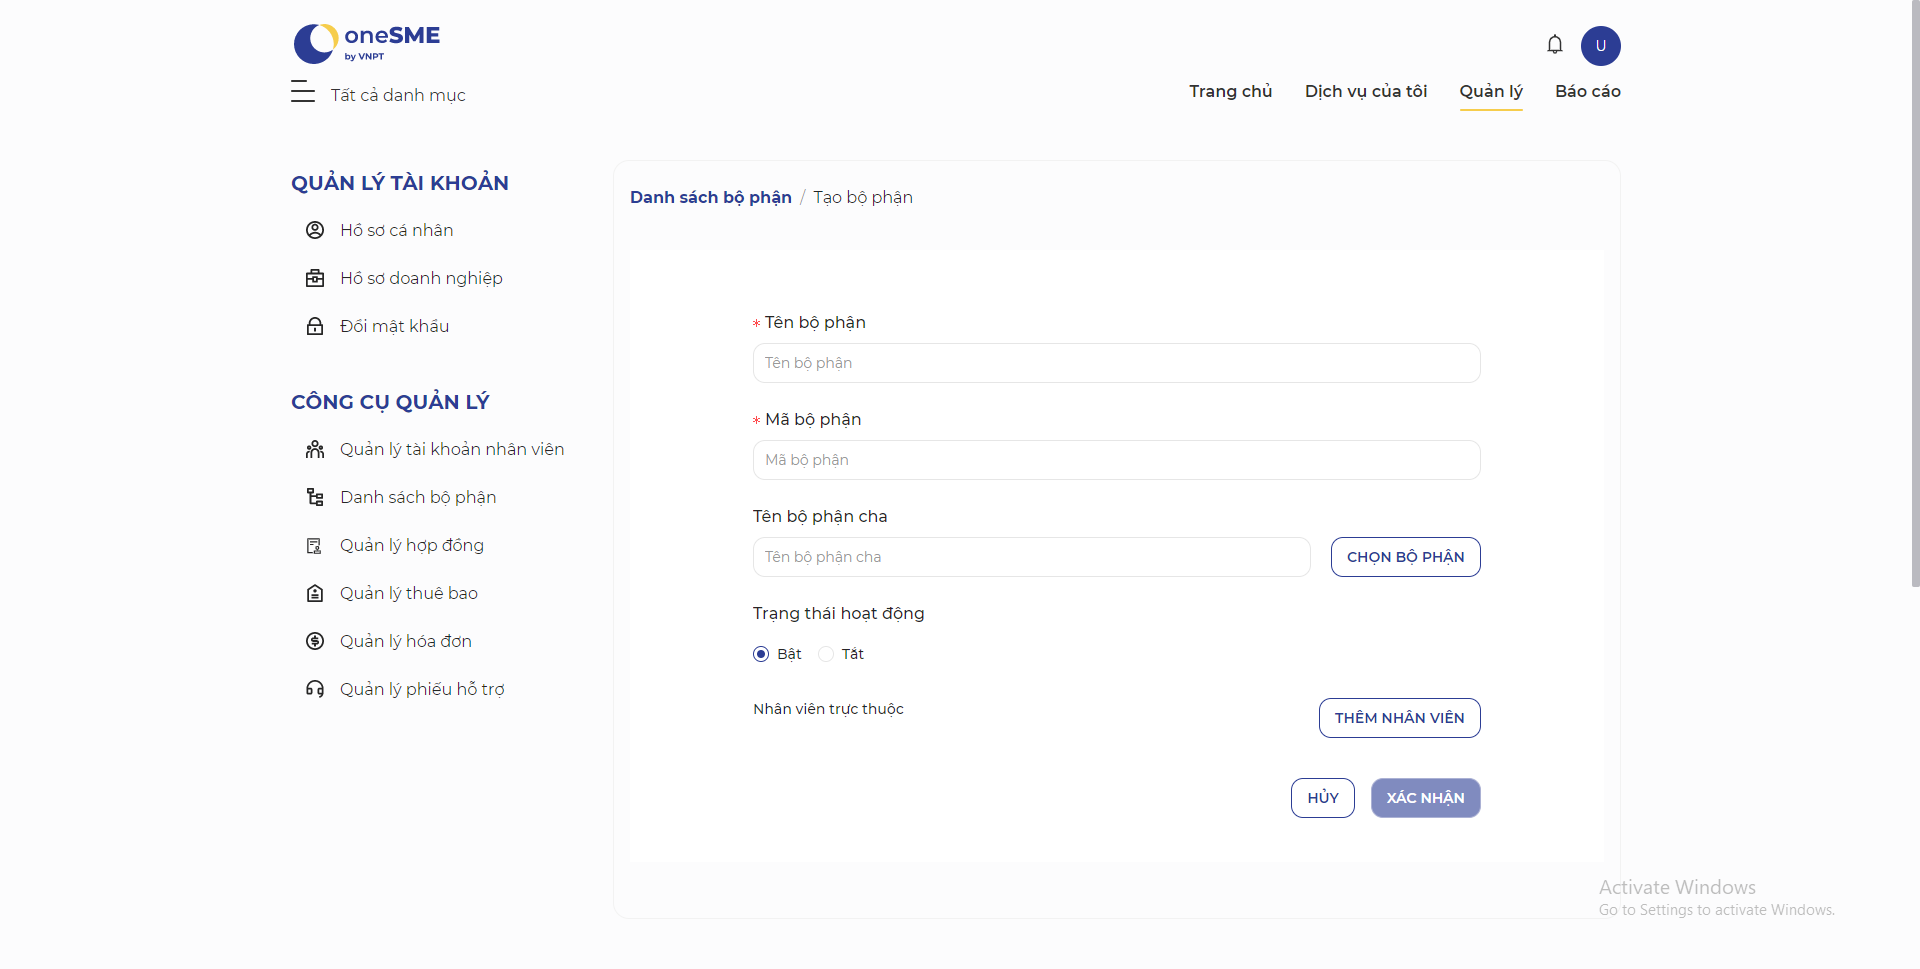 oneSME
by VNPT
U
Tất cả danh mục
Trang chủ
Dịch vụ của tôi
Quản lý
Báo cáo
QUẢN LÝ TÀI KHOẢN
Hồ sơ cá nhân
Hồ sơ doanh nghiệp
Đổi mật khẩu
CÔNG CỤ QUẢN LÝ
Quản lý tài khoản nhân viên
Danh sách bộ phận
Quản lý hợp đồng
Quản lý thuê bao
Quản lý hóa đơn
Quản lý phiếu hỗ trợ
Danh sách bộ phận / Tạo bộ phận
* Tên bộ phận
Tên bộ phận
* Mã bộ phận
Mã bộ phận
Tên bộ phận cha
Tên bộ phận cha
CHỌN BỘ PHẬN
Trạng thái hoạt động
Bật
Tắt
Nhân viên trực thuộc
THÊM NHÂN VIÊN
HỦY
XÁC NHẬN
Activate Windows
Go to Settings to activate Windows.